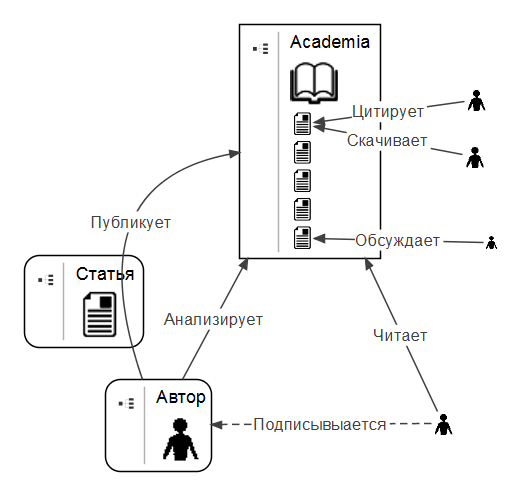 Academia
Цитирует
Скачивает
Публикует
Обсуждает
Статья
Анализирует
Читает
Автор
Подписывыается